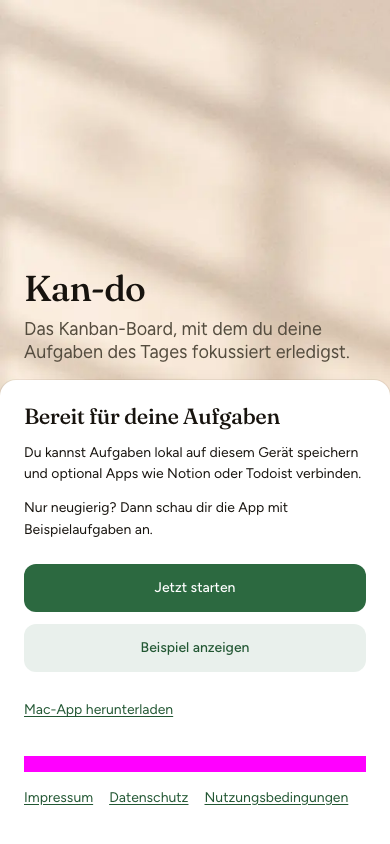 Kan-do
Das Kanban-Board, mit dem du deine
Aufgaben des Tages fokussiert erledigst.
Bereit für deine Aufgaben
Du kannst Aufgaben lokal auf diesem Gerät speichern
und optional Apps wie Notion oder Todoist verbinden.
Nur neugierig? Dann schau dir die App mit
Beispielaufgaben an.
Jetzt starten
Beispiel anzeigen
Mac-App herunterladen
Impressum Datenschutz Nutzungsbedingungen